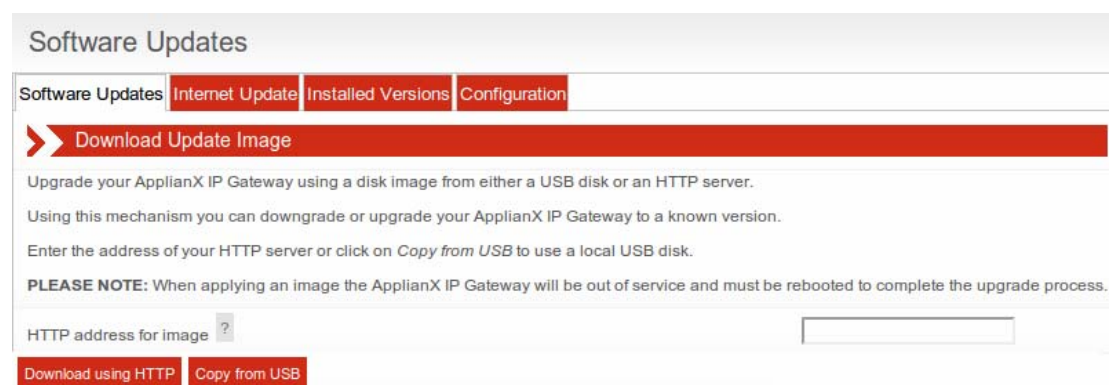 Software Updates
Software Updates Internet Update Installed Versions Configuration
Download Update Image
Upgrade your ApplianX IP Gateway using a disk image from either a USB disk or an HTTP server.
Using this mechanism you can downgrade or upgrade your ApplianX IP Gateway to a known version.
Enter the address of your HTTP server or click on Copy from USB to use a local USB disk.
PLEASE NOTE: When applying an image the ApplianX IP Gateway will be out of service and must be rebooted to complete the upgrade process.
HTTP address for image ?
Download using HTTP Copy from USB